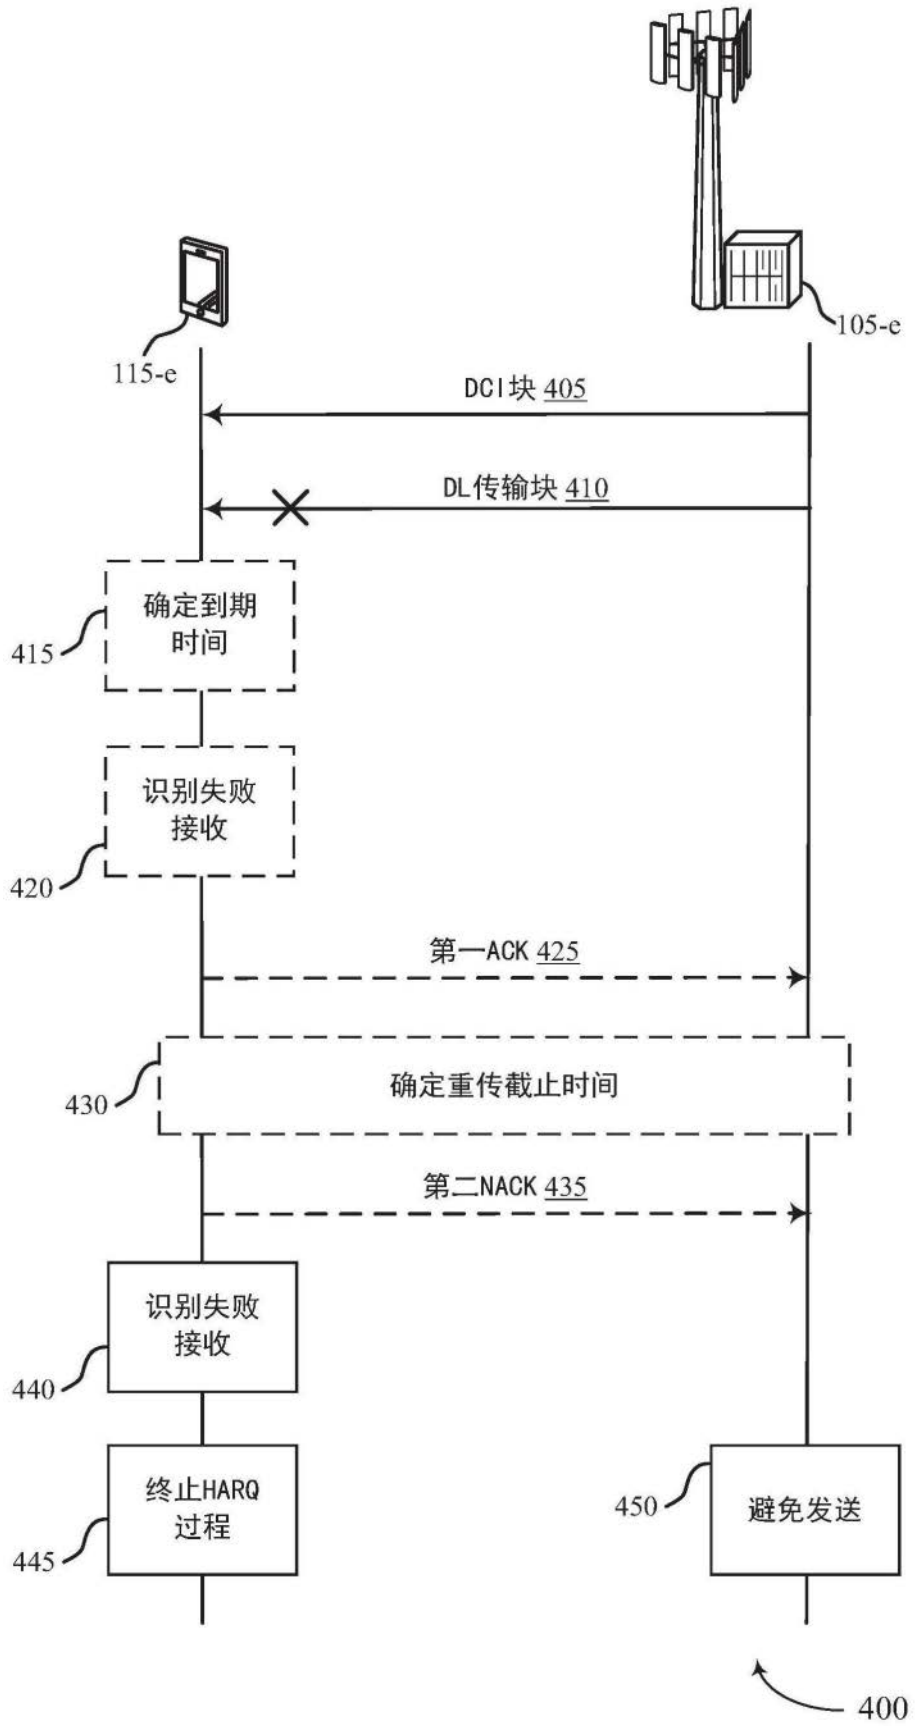 105-e
115-e
DCI块 405
DL传输块 410
确定到期
时间
415
识别失败
接收
420
第一ACK 425
确定重传截止时间
430
第二NACK 435
识别失败
接收
440
终止HARQ
过程
445
450
避免发送
400